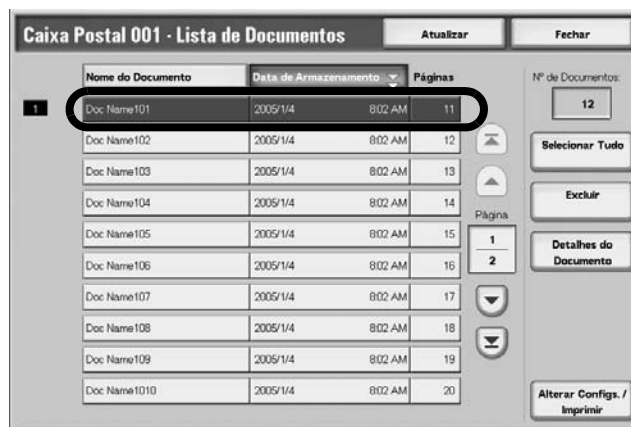 Caixa Postal 001 - Lista de Documentos Atualizar Fechar
Nome do Documento Data de Armazenamento Páginas Nº de Documentos:
1 Doc Name101 2005/1/4 8:02 AM 11 12
Doc Name102 2005/1/4 8:02 AM 12 Selecionar Tudo
Doc Name103 2005/1/4 8:02 AM 13
Doc Name104 2005/1/4 8:02 AM 14 Excluir
Página
Doc Name105 2005/1/4 8:02 AM 15 1
2
Detalhes do
Documento
Doc Name106 2005/1/4 8:02 AM 16
Doc Name107 2005/1/4 8:02 AM 17
Doc Name108 2005/1/4 8:02 AM 18
Doc Name109 2005/1/4 8:02 AM 19
Doc Name1010 2005/1/4 8:02 AM 20
Alterar Configs. /
Imprimir